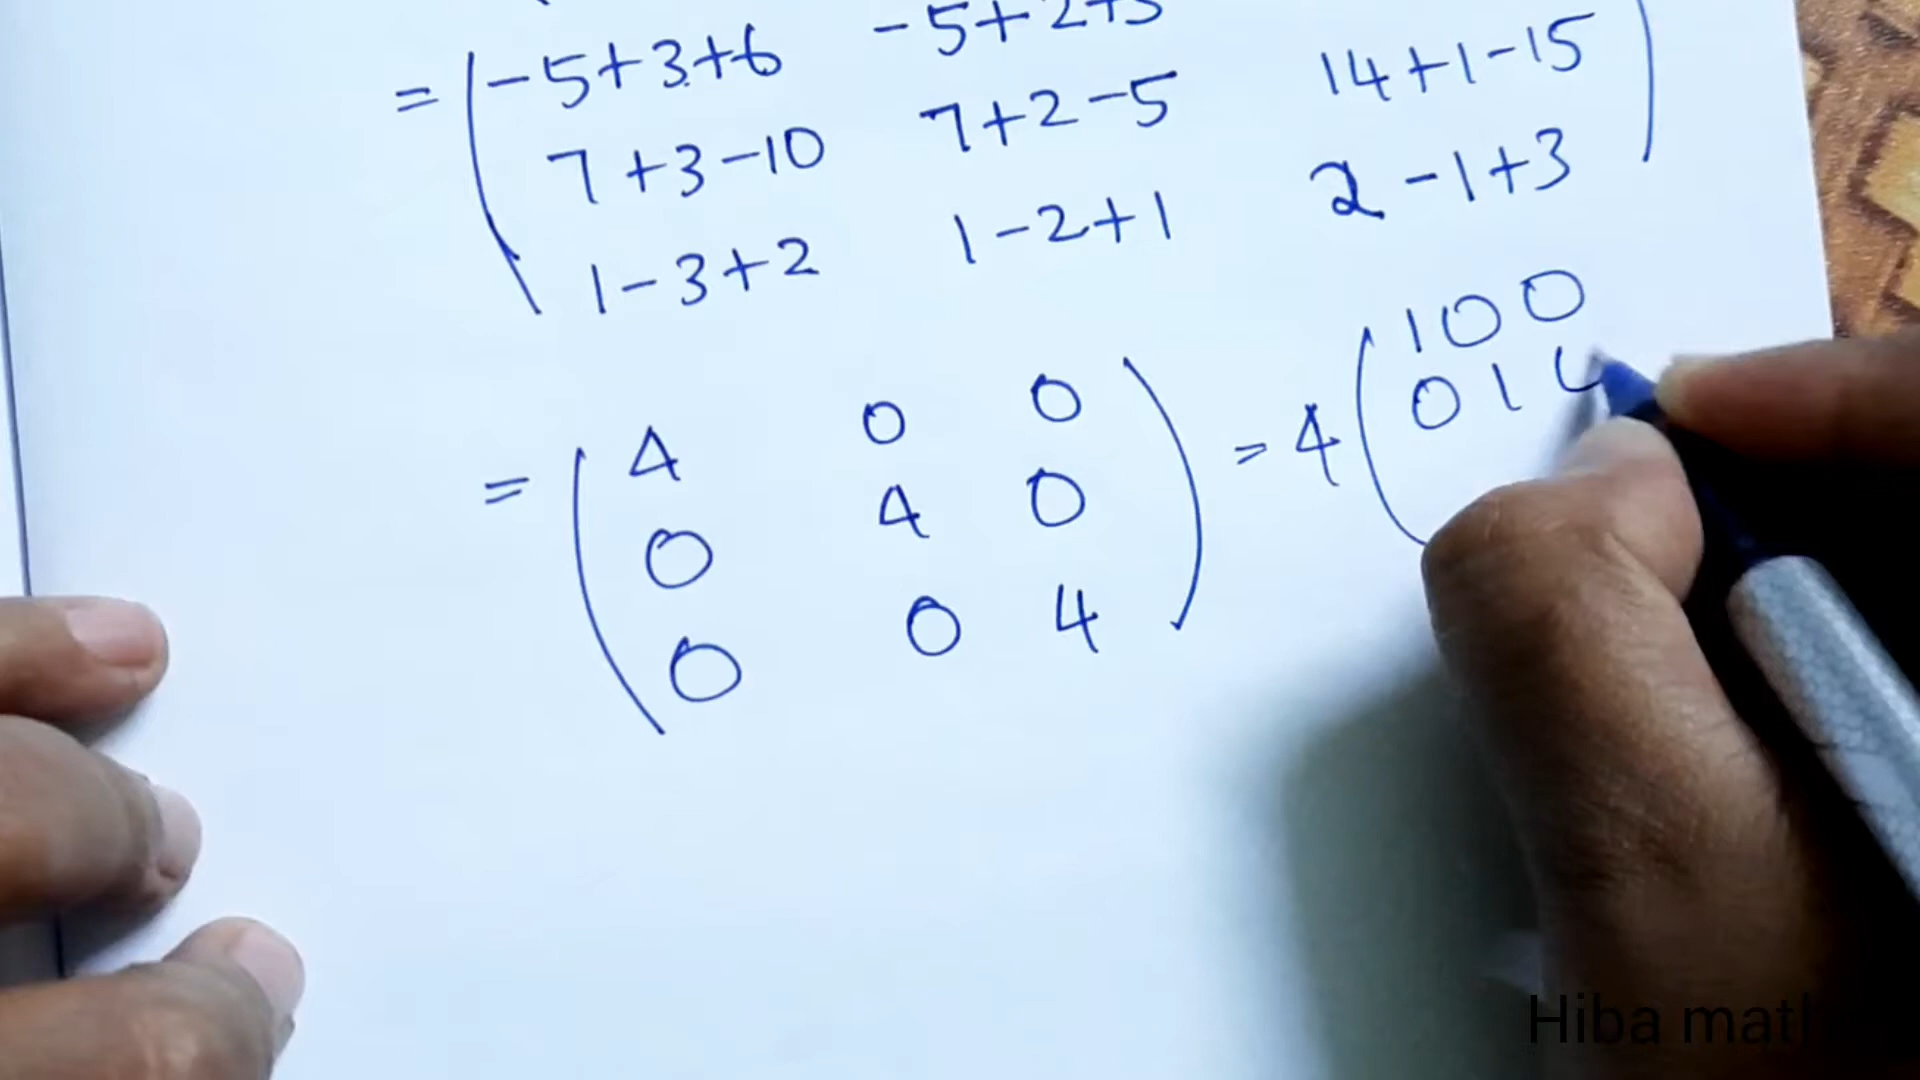 = ( -5+3+6 -5+2+3
7+3-10 7+2-5 14+1-15
1-3+2 1-2+1 2-1+3 )
= ( 4 0 0
0 4 0
0 0 4 ) = 4 ( 1 0 0
0 1
Hiba mat